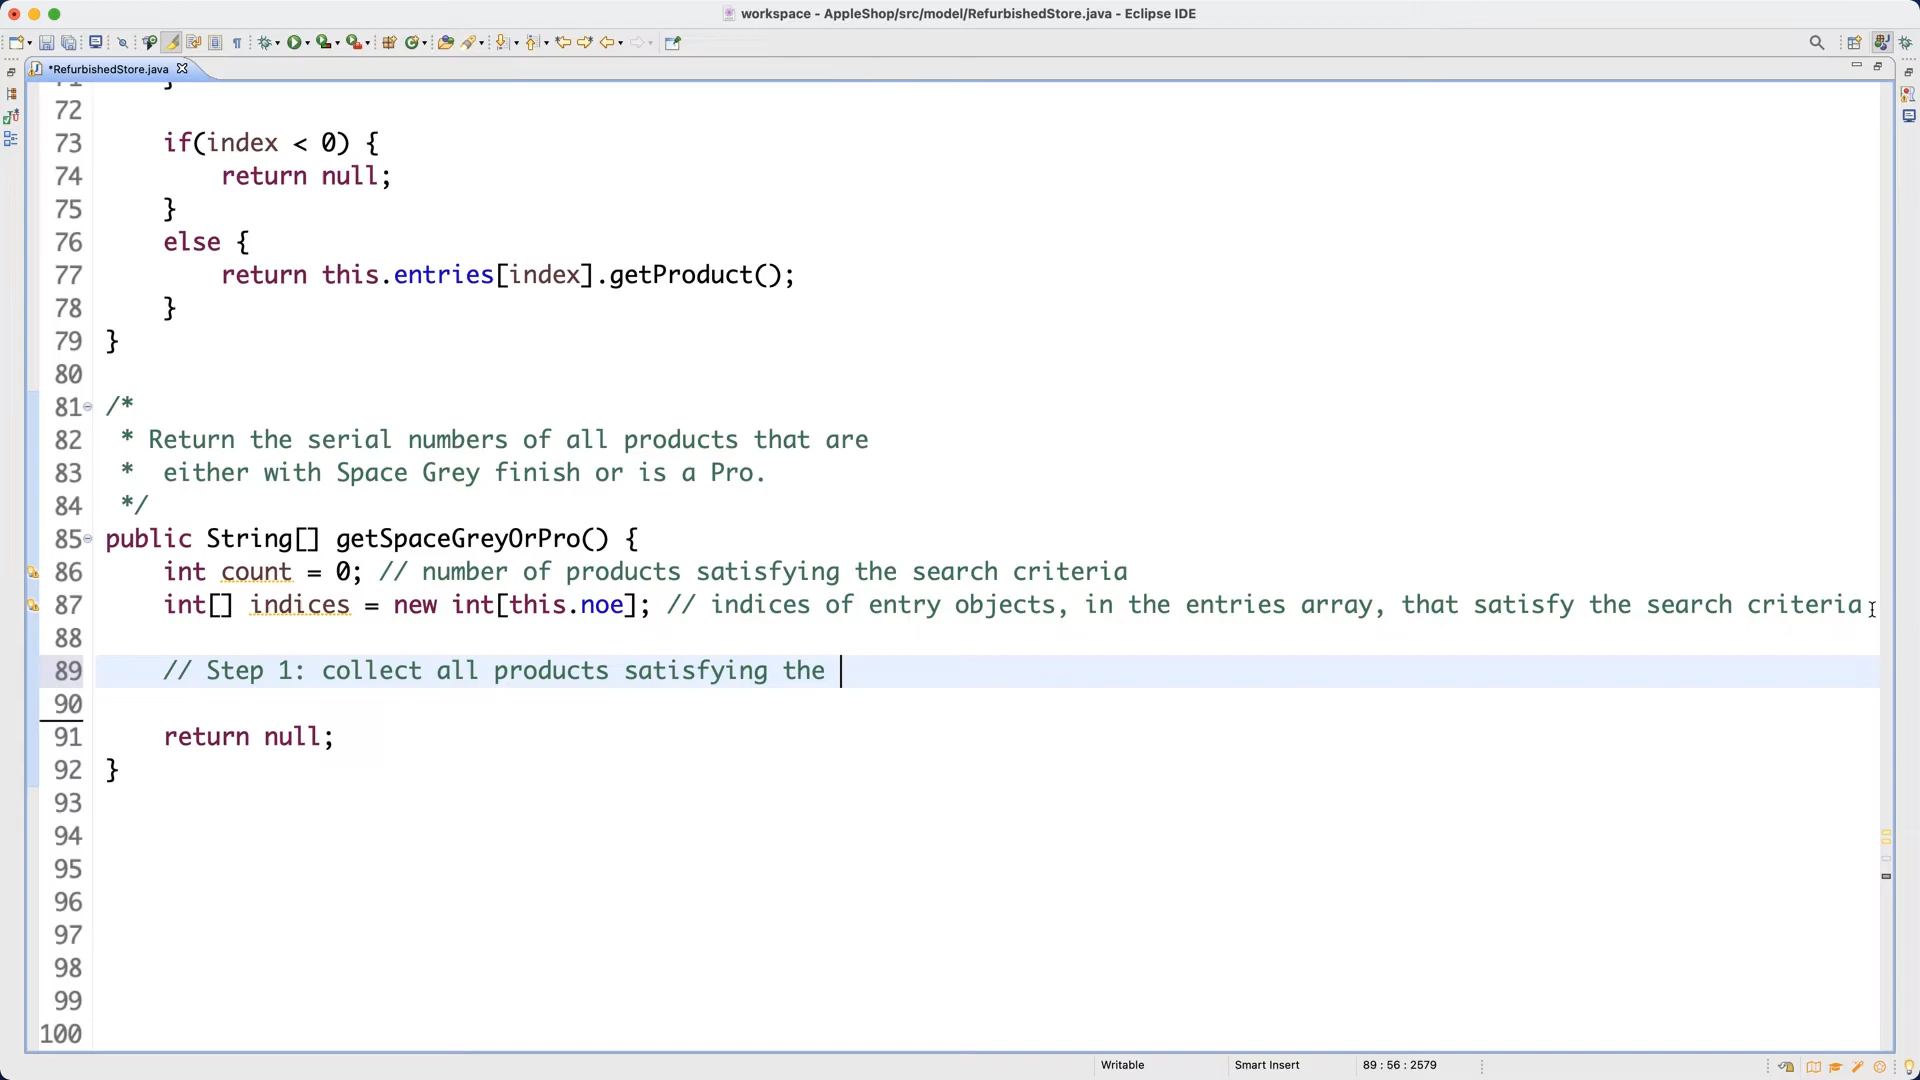 workspace - AppleShop/src/model/RefurbishedStore.java - Eclipse IDE
*RefurbishedStore.java
71 }
72
73 if(index < 0) {
74 return null;
75 }
76 else {
77 return this.entries[index].getProduct();
78 }
79 }
80
81 /*
82 * Return the serial numbers of all products that are
83 * either with Space Grey finish or is a Pro.
84 */
85 public String[] getSpaceGreyOrPro() {
86 int count = 0; // number of products satisfying the search criteria
87 int[] indices = new int[this.noe]; // indices of entry objects, in the entries array, that satisfy the search criteria
88
89 // Step 1: collect all products satisfying the
90
91 return null;
92 }
93
94
95
96
97
98
99
100
Writable Smart Insert 89 : 56 : 2579